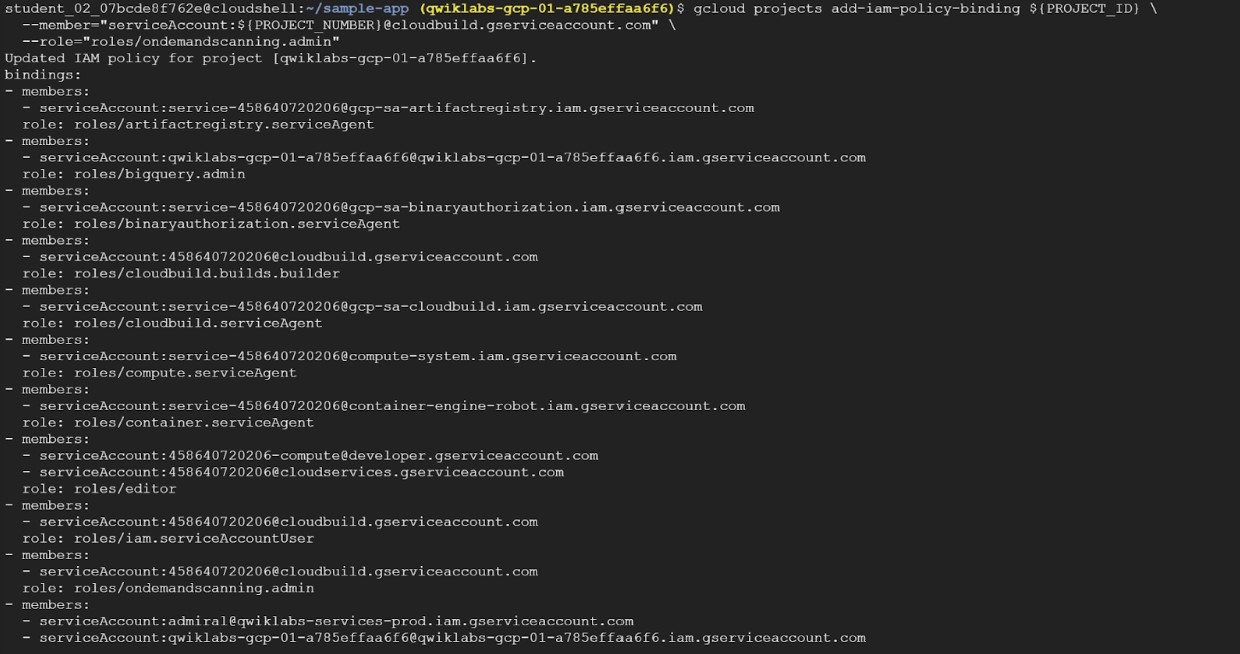 student_02_07bcde8f762e@cloudshell:~/sample-app (qwiklabs-gcp-01-a785effaa6f6)$ gcloud projects add-iam-policy-binding ${PROJECT_ID} \
  --member="serviceAccount:${PROJECT_NUMBER}@cloudbuild.gserviceaccount.com" \
  --role="roles/ondemandscanning.admin"
Updated IAM policy for project [qwiklabs-gcp-01-a785effaa6f6].
bindings:
- members:
  - serviceAccount:service-458640720206@gcp-sa-artifactregistry.iam.gserviceaccount.com
  role: roles/artifactregistry.serviceAgent
- members:
  - serviceAccount:qwiklabs-gcp-01-a785effaa6f6@qwiklabs-gcp-01-a785effaa6f6.iam.gserviceaccount.com
  role: roles/bigquery.admin
- members:
  - serviceAccount:service-458640720206@gcp-sa-binaryauthorization.iam.gserviceaccount.com
  role: roles/binaryauthorization.serviceAgent
- members:
  - serviceAccount:458640720206@cloudbuild.gserviceaccount.com
  role: roles/cloudbuild.builds.builder
- members:
  - serviceAccount:service-458640720206@gcp-sa-cloudbuild.iam.gserviceaccount.com
  role: roles/cloudbuild.serviceAgent
- members:
  - serviceAccount:service-458640720206@compute-system.iam.gserviceaccount.com
  role: roles/compute.serviceAgent
- members:
  - serviceAccount:service-458640720206@container-engine-robot.iam.gserviceaccount.com
  role: roles/container.serviceAgent
- members:
  - serviceAccount:458640720206-compute@developer.gserviceaccount.com
  - serviceAccount:458640720206@cloudservices.gserviceaccount.com
  role: roles/editor
- members:
  - serviceAccount:458640720206@cloudbuild.gserviceaccount.com
  role: roles/iam.serviceAccountUser
- members:
  - serviceAccount:458640720206@cloudbuild.gserviceaccount.com
  role: roles/ondemandscanning.admin
- members:
  - serviceAccount:admiral@qwiklabs-services-prod.iam.gserviceaccount.com
  - serviceAccount:qwiklabs-gcp-01-a785effaa6f6@qwiklabs-gcp-01-a785effaa6f6.iam.gserviceaccount.com